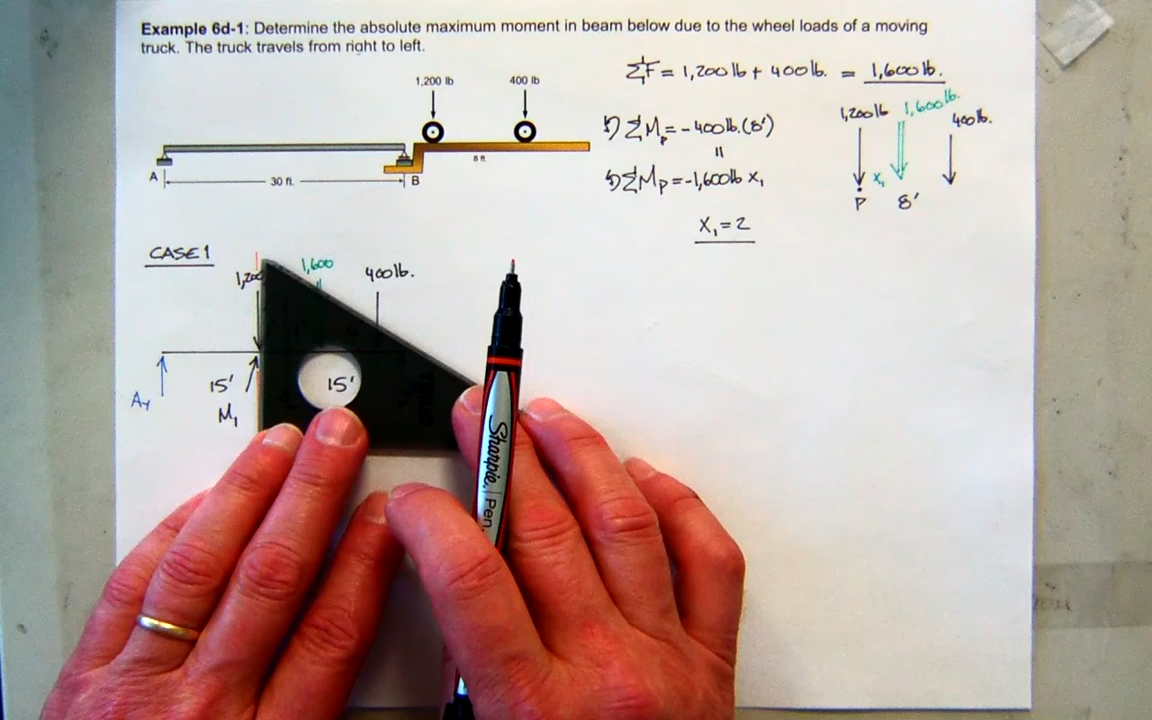 Example 6d-1: Determine the absolute maximum moment in beam below due to the wheel loads of a moving
truck. The truck travels from right to left.
ΣF = 1,200 lb + 400 lb. = 1,600 lb.
1,200 lb 400 lb
1,200 lb 1,600 lb. 400 lb.
ΣMp = -400 lb. (8')
=
8 ft.
ΣMp = -1,600 lb x₁
x₁
A 30 ft. B
P 8'
x₁ = 2
CASE 1
1,600
400 lb.
15' 15'
Ay
M₁
Sharpie. Pen